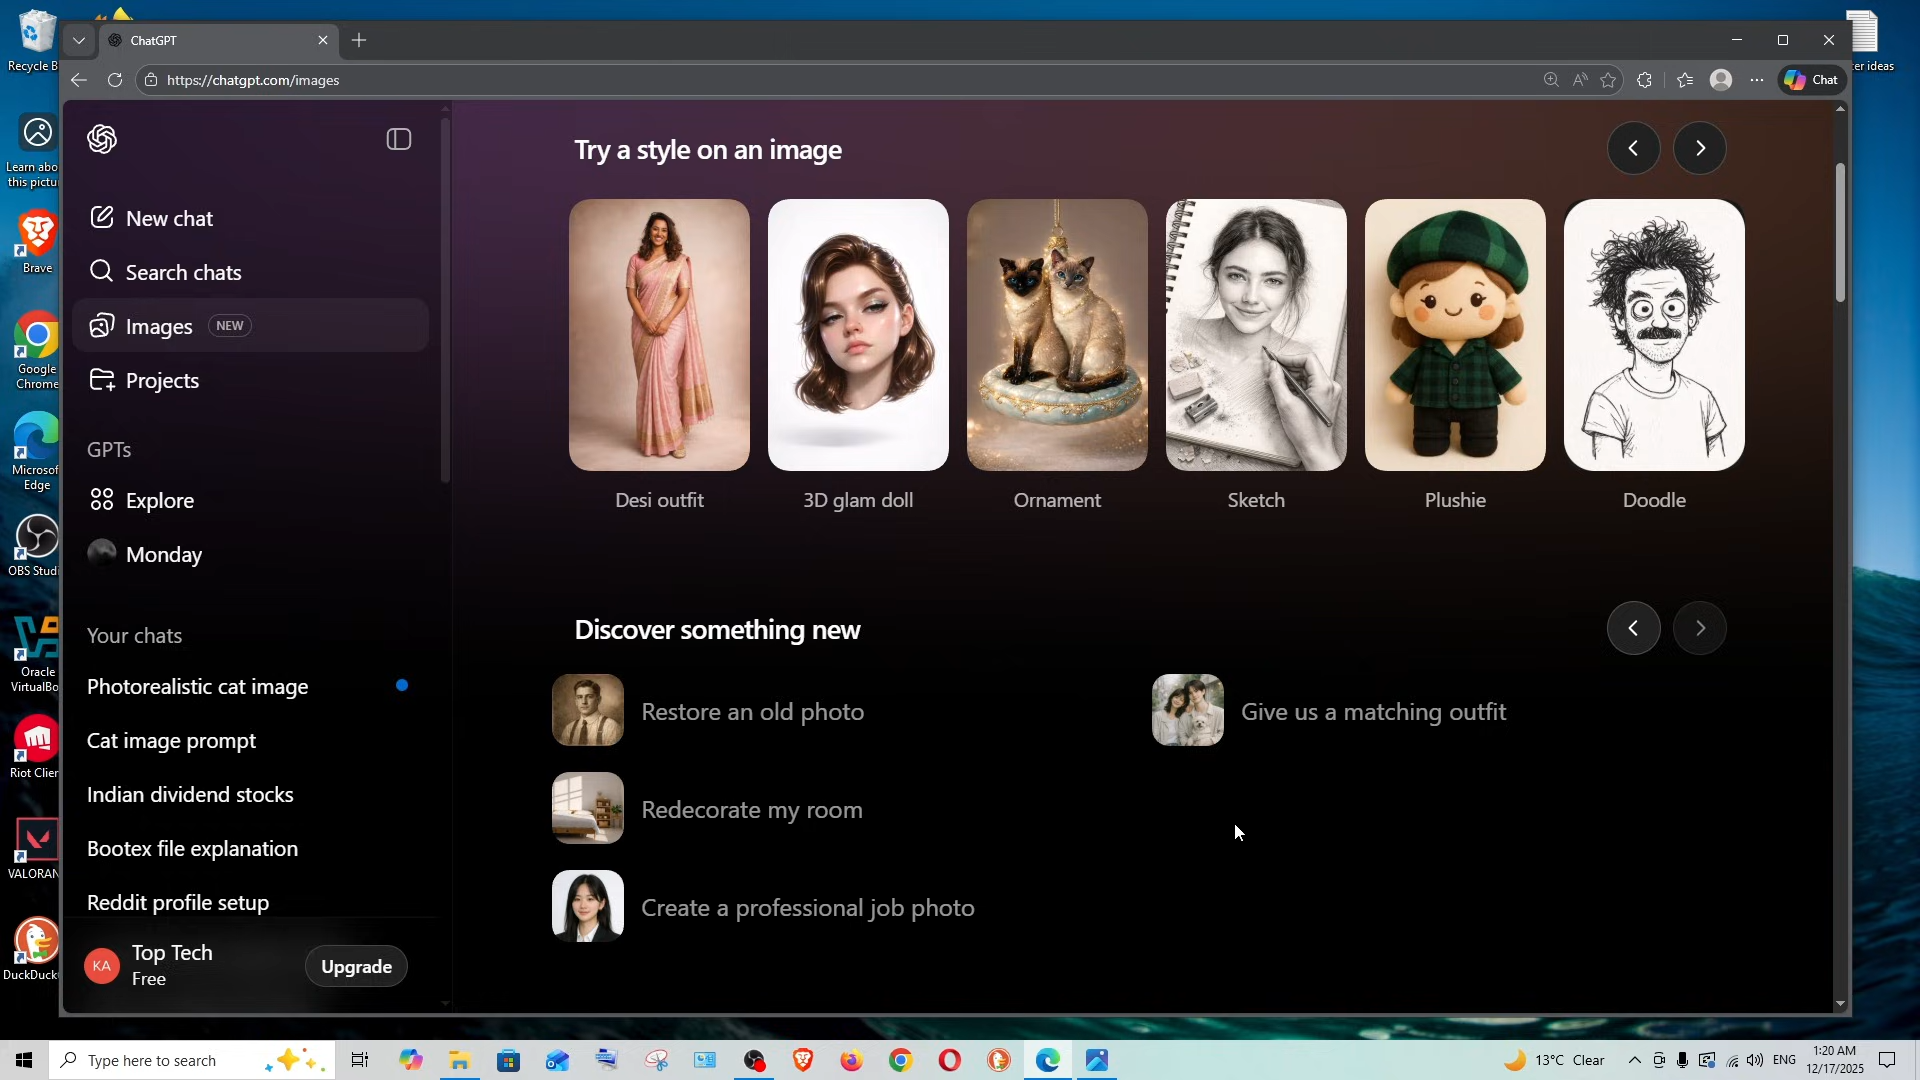 Recycle B
Learn abo
this pictu
Brave
Google
Chrome
Microsof
Edge
OBS Studi
Oracle
VirtualBo
Riot Clien
VALORAN
DuckDuck
er ideas
ChatGPT
https://chatgpt.com/images
Chat
New chat
Search chats
Images NEW
Projects
GPTs
Explore
Monday
Your chats
Photorealistic cat image
Cat image prompt
Indian dividend stocks
Bootex file explanation
Reddit profile setup
KA
Top Tech
Free
Upgrade
Try a style on an image
Desi outfit
3D glam doll
Ornament
Sketch
Plushie
Doodle
Discover something new
Restore an old photo
Give us a matching outfit
Redecorate my room
Create a professional job photo
Type here to search
13°C Clear
ENG
1:20 AM
12/17/2025